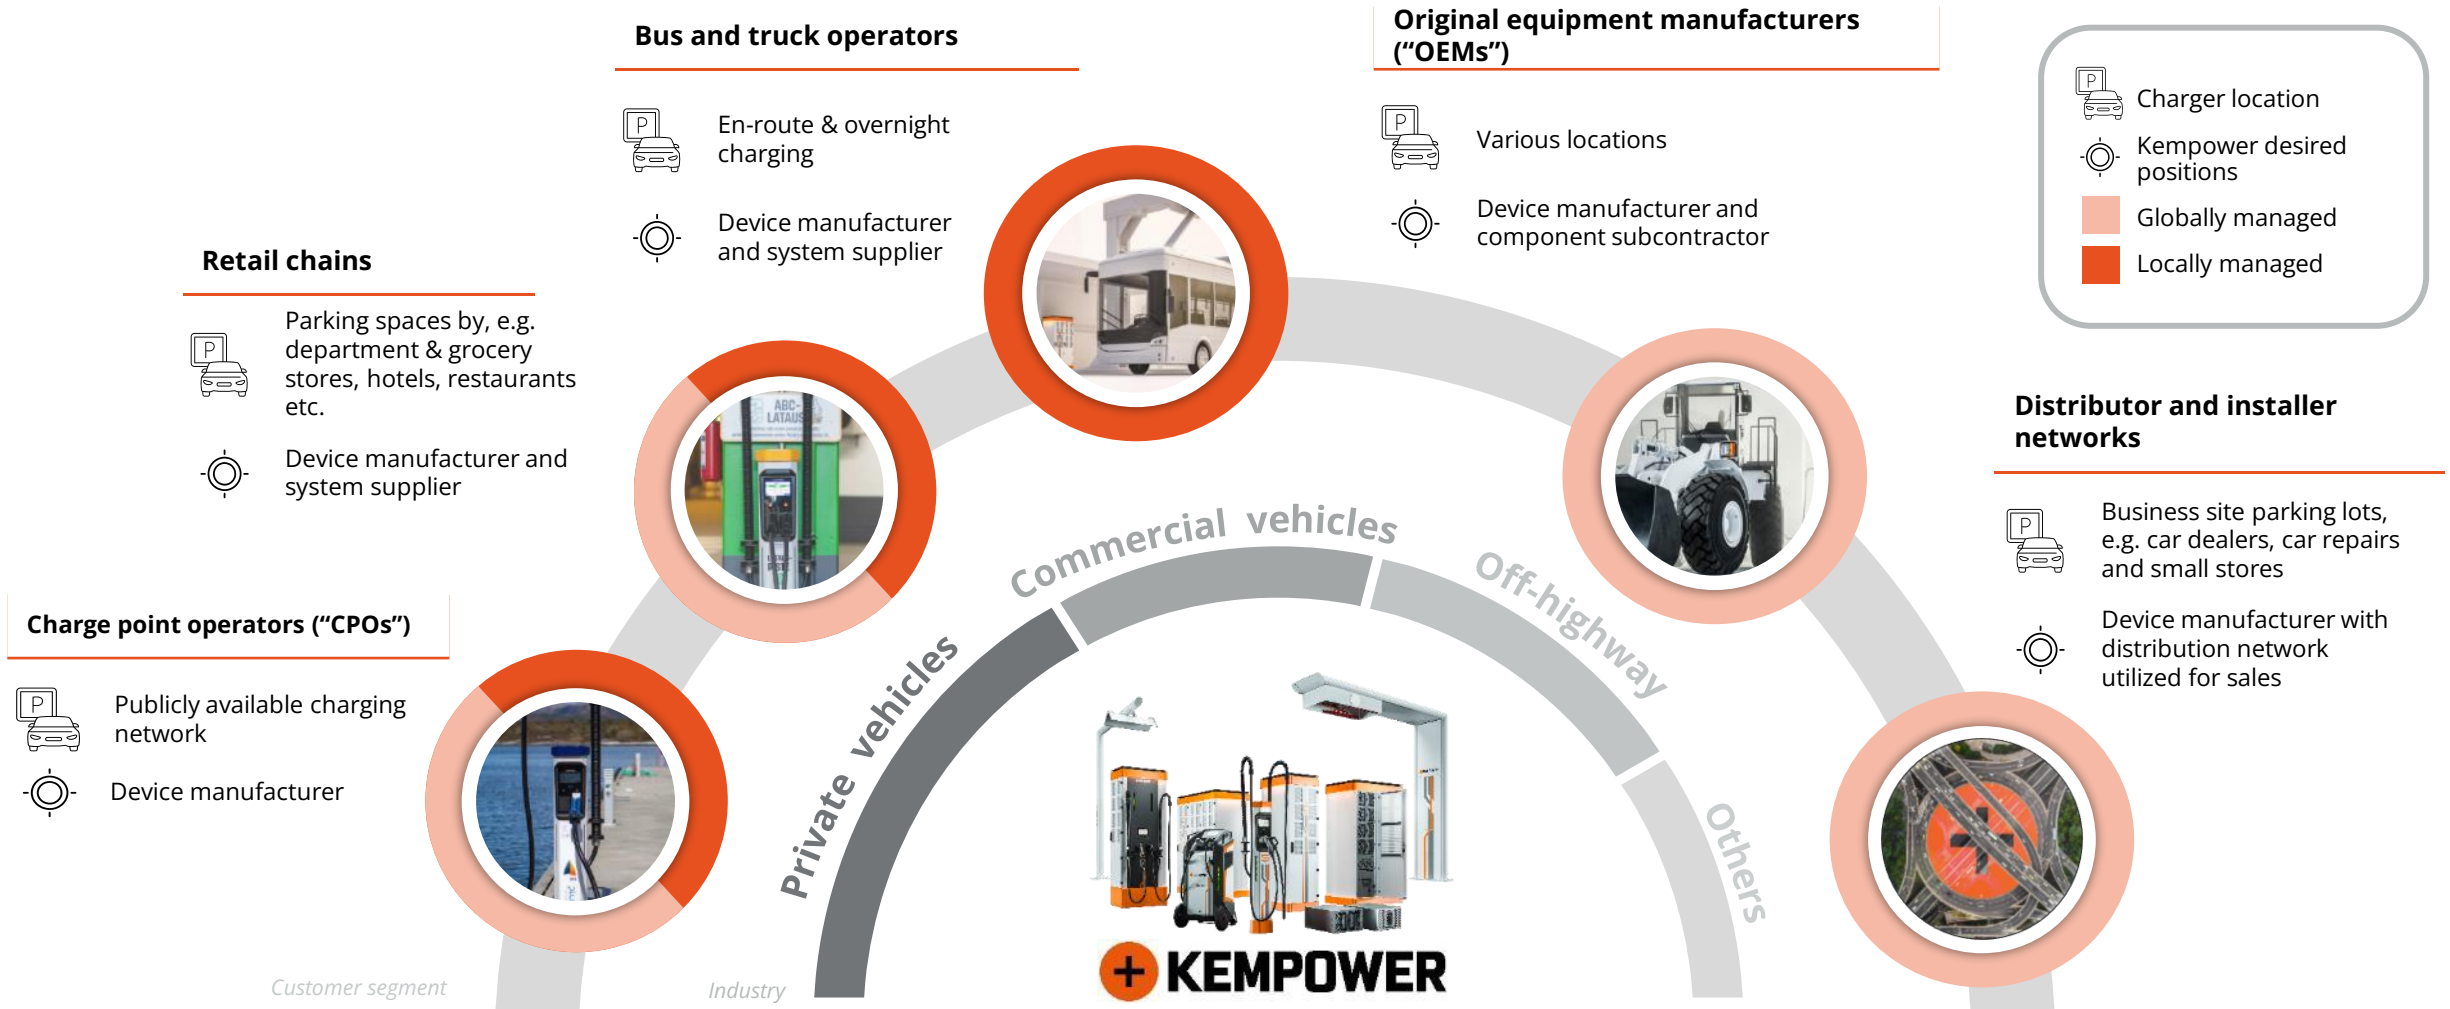 Bus and truck operators
En-route & overnight
charging
Device manufacturer
and system supplier
Original equipment manufacturers
(“OEMs”)
Various locations
Device manufacturer and
component subcontractor
P
Charger location
Kempower desired
positions
Globally managed
Locally managed
Retail chains
Parking spaces by, e.g.
department & grocery
stores, hotels, restaurants
etc.
Device manufacturer and
system supplier
Distributor and installer
networks
Business site parking lots,
e.g. car dealers, car repairs
and small stores
Device manufacturer with
distribution network
utilized for sales
Charge point operators (“CPOs”)
Publicly available charging
network
Device manufacturer
ABC-
LATAUS
Private vehicles
Commercial vehicles
Off-highway
Others
KEMPOWER
Customer segment
Industry